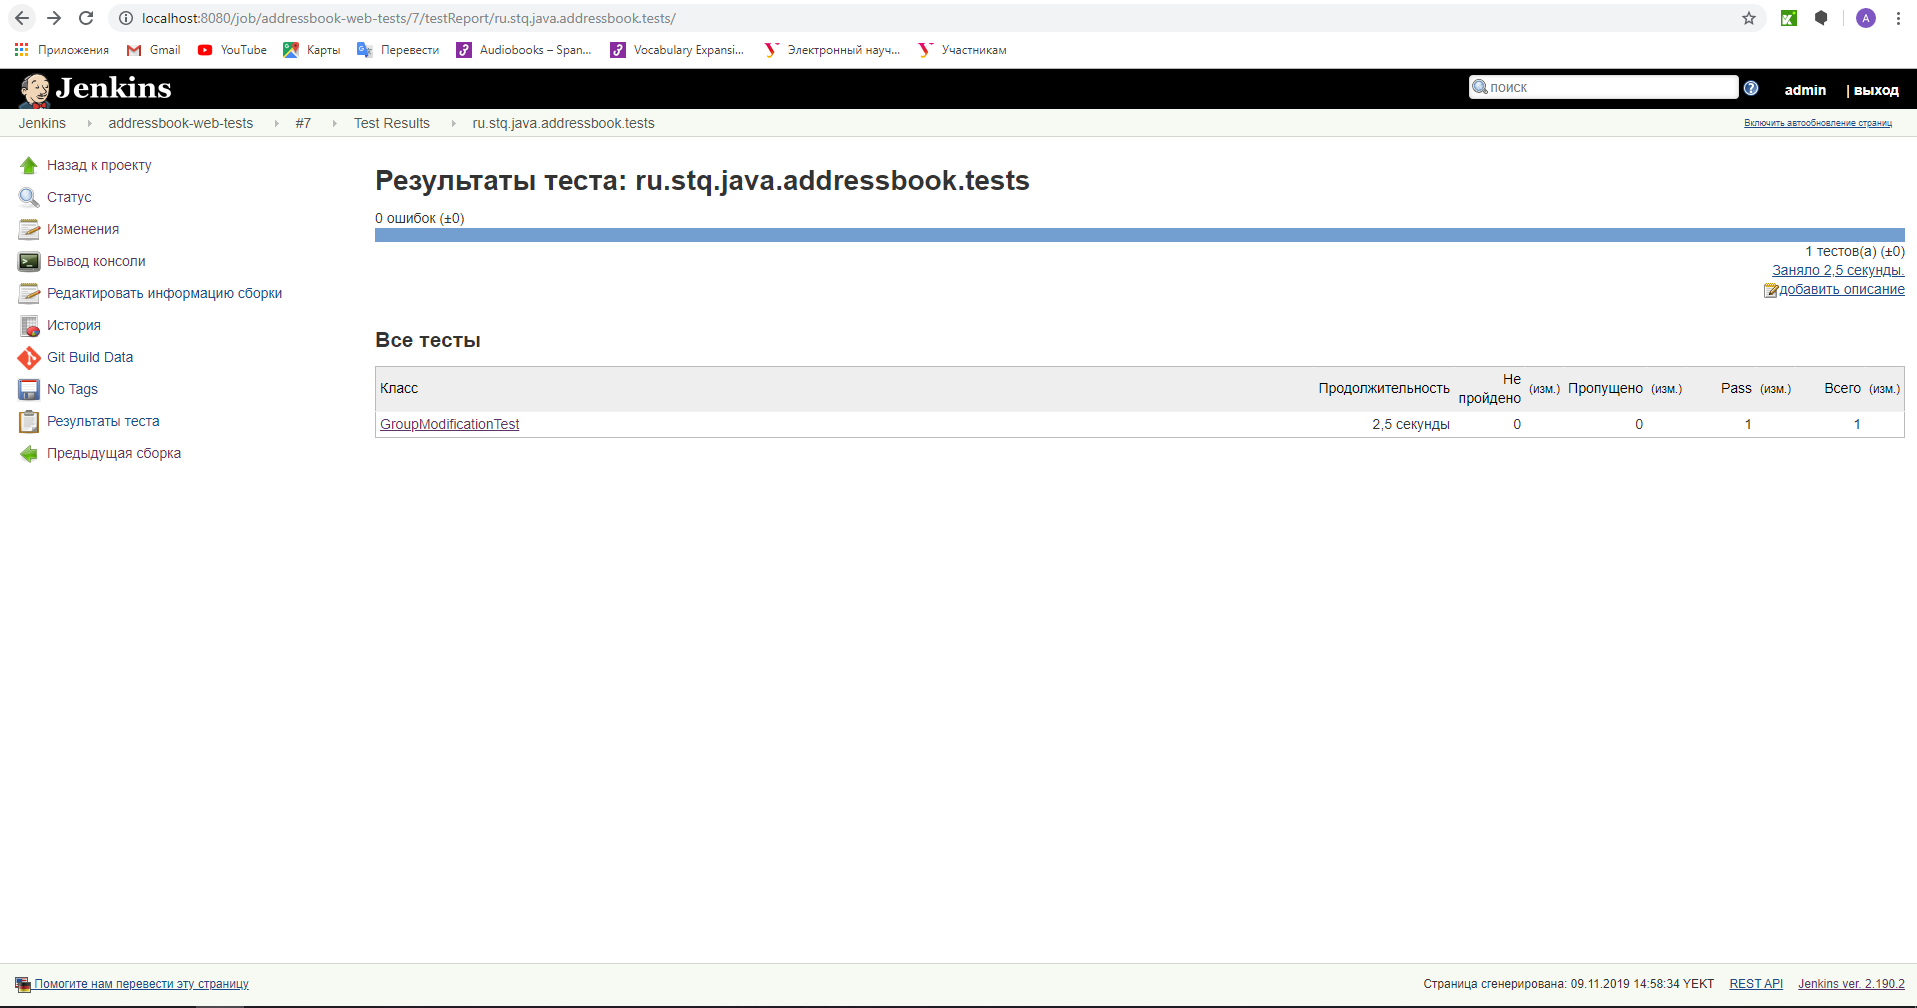 localhost:8080/job/addressbook-web-tests/7/testReport/ru.stq.java.addressbook.tests/
A
Приложения Gmail YouTube Карты Перевести Audiobooks – Span... Vocabulary Expansi... Электронный науч... Участникам
Jenkins поиск admin | выход
Jenkins addressbook-web-tests #7 Test Results ru.stq.java.addressbook.tests Включить автообновление страниц
Назад к проекту
Статус
Изменения
Вывод консоли
Редактировать информацию сборки
История
Git Build Data
No Tags
Результаты теста
Предыдущая сборка
Результаты теста: ru.stq.java.addressbook.tests
0 ошибок (±0)
1 тестов(а) (±0)
Заняло 2,5 секунды.
добавить описание
Все тесты
Класс Продолжительность Не пройдено (изм.) Пропущено (изм.) Pass (изм.) Всего (изм.)
GroupModificationTest 2,5 секунды 0 0 1 1
Помогите нам перевести эту страницу Страница сгенерирована: 09.11.2019 14:58:34 YEKT REST API Jenkins ver. 2.190.2